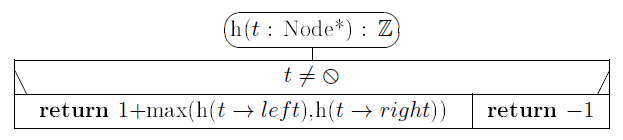 h(t : Node*) : ℤ
t ≠ ⦸
return 1+max(h(t → left),h(t → right))
return −1